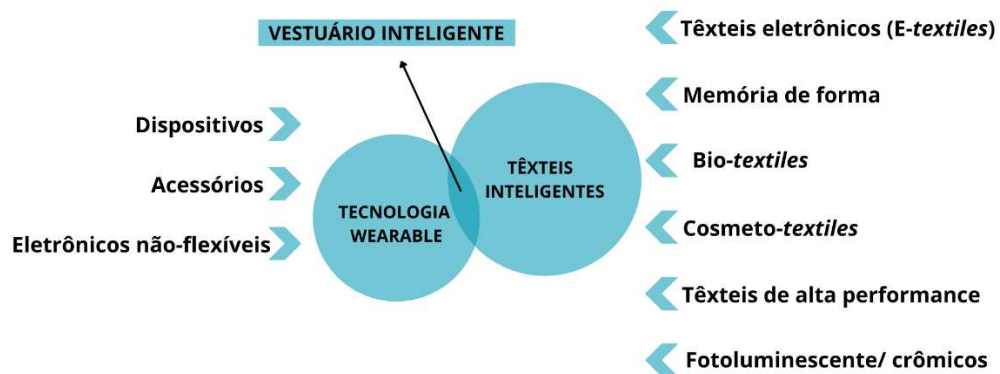 VESTUÁRIO INTELIGENTE
Dispositivos
Acessórios
Eletrônicos não-flexíveis
TECNOLOGIA
WEARABLE
TÊXTEIS
INTELIGENTES
Têxteis eletrônicos (E-textiles)
Memória de forma
Bio-textiles
Cosmeto-textiles
Têxteis de alta performance
Fotoluminescente/ crômicos